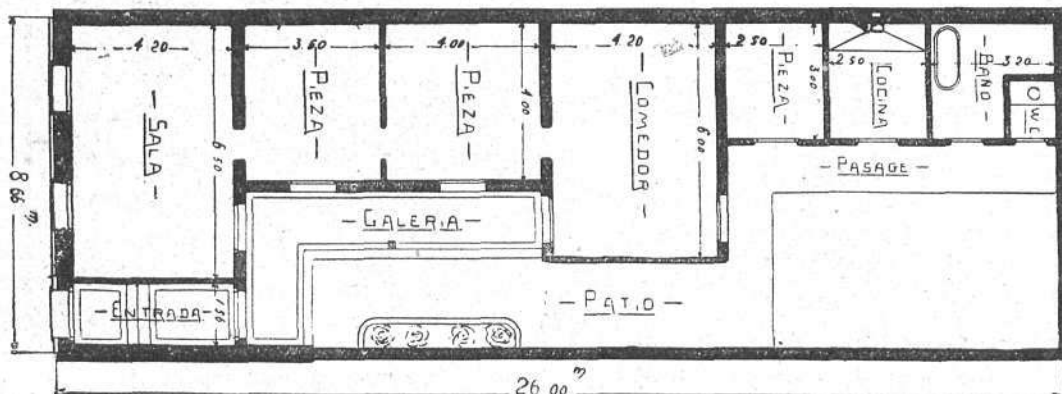 4.20
3.60
4.00
4.20
2.50
2.50
3.20
— SALA —
6.50
— PIEZA —
— PIEZA —
4.00
— COMEDOR —
6.00
— PIEZA —
3.00
COCINA
— BAÑO —
W.C
8.66 m.
— GALERIA —
— PASAGE —
— ENTRADA —
1.50
— PATIO —
26.00 m